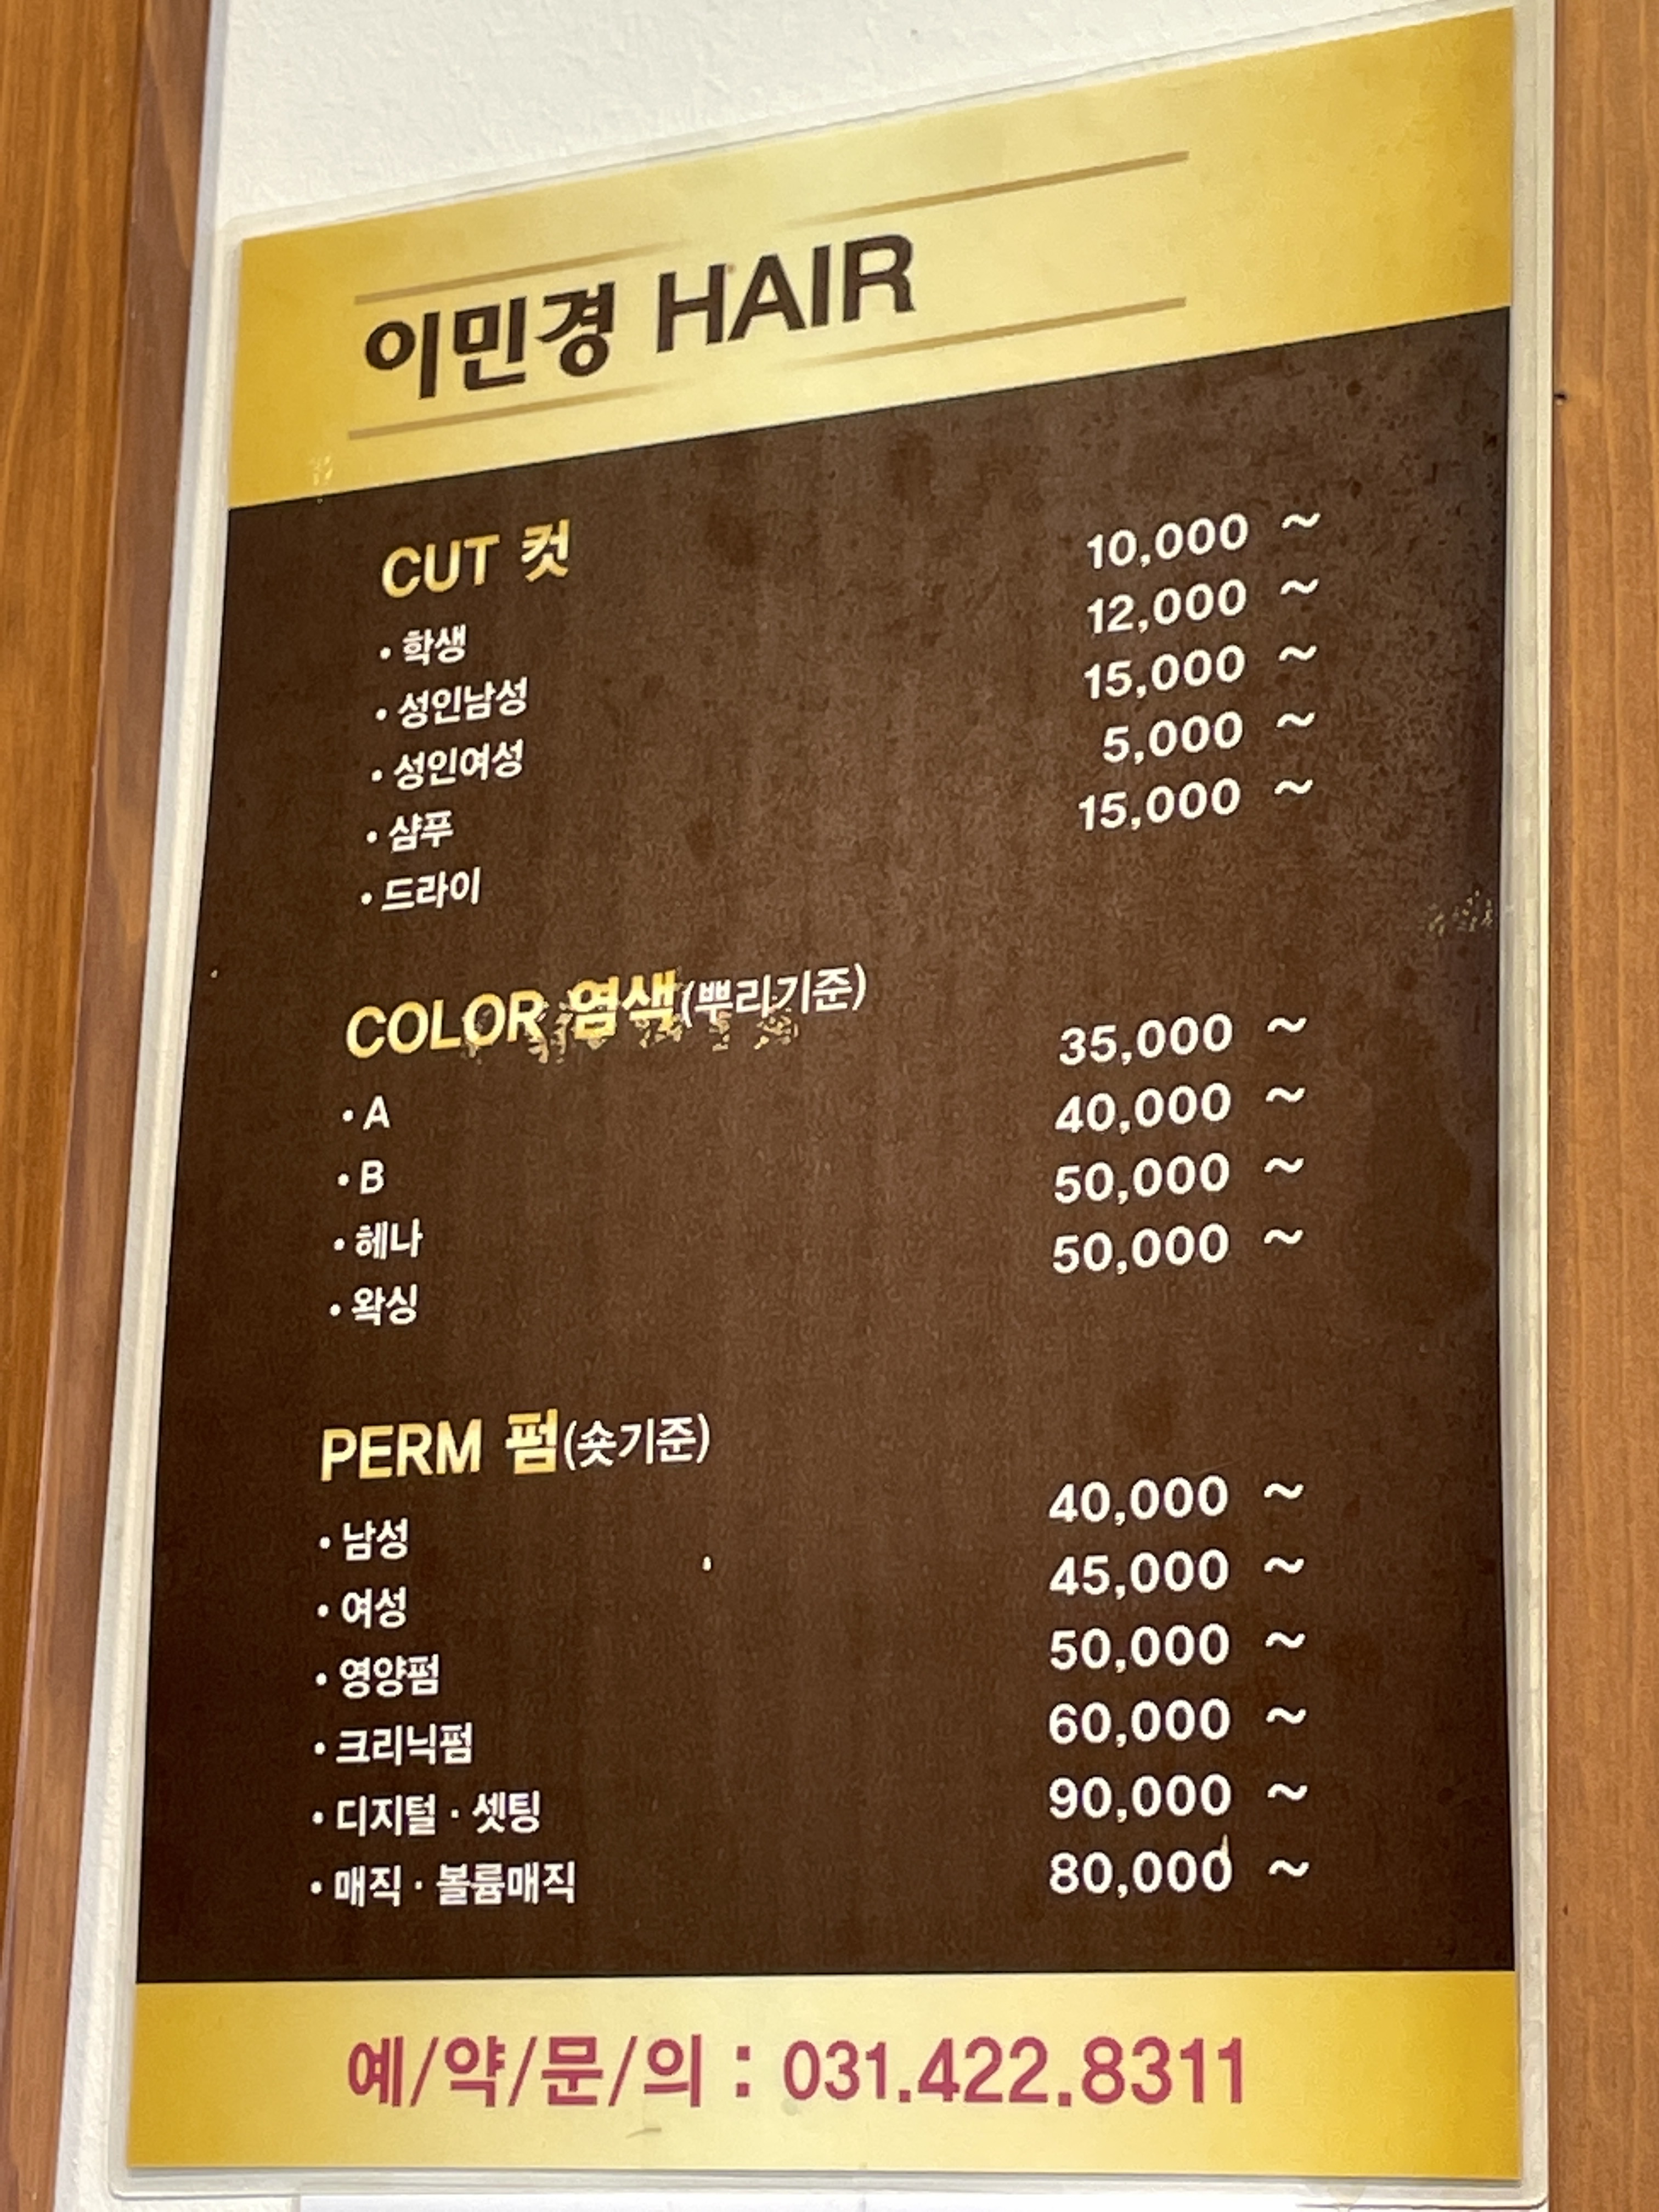 이민경 HAIR
CUT 컷
• 학생 10,000 ~
• 성인남성 12,000 ~
• 성인여성 15,000 ~
• 샴푸 5,000 ~
• 드라이 15,000 ~
COLOR 염색(뿌리기준)
• A 35,000 ~
• B 40,000 ~
• 헤나 50,000 ~
• 왁싱 50,000 ~
PERM 펌(숏기준)
• 남성 40,000 ~
• 여성 45,000 ~
• 영양펌 50,000 ~
• 크리닉펌 60,000 ~
• 디지털 · 셋팅 90,000 ~
• 매직 · 볼륨매직 80,000 ~
예/약/문/의 : 031.422.8311